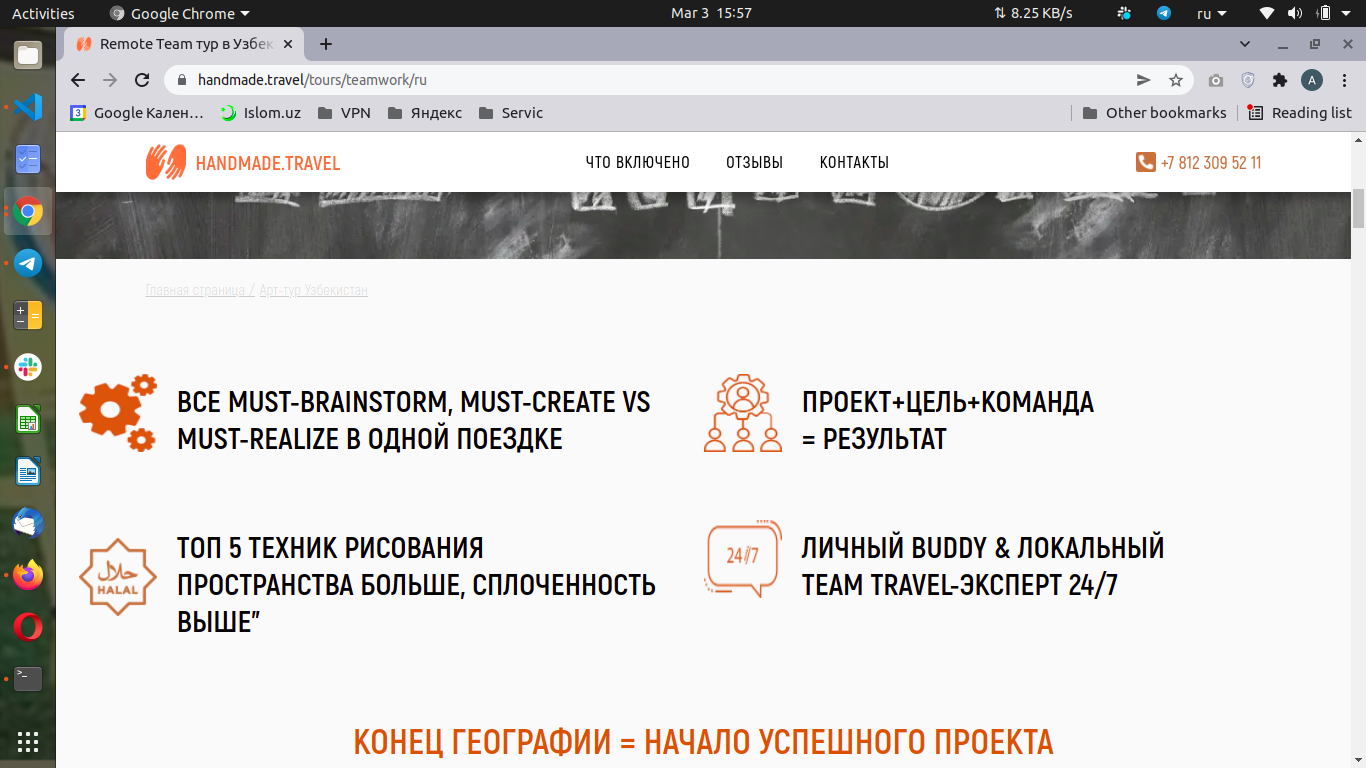 Activities
Google Chrome
Mar 3 15:57
8.25 KB/s
ru
Remote Team тур в Узбек
handmade.travel/tours/teamwork/ru
A
3
Google Кален…
Islom.uz
VPN
Яндекс
Servic
Other bookmarks
Reading list
HANDMADE.TRAVEL
ЧТО ВКЛЮЧЕНО
ОТЗЫВЫ
КОНТАКТЫ
+7 812 309 52 11
Главная страница / Арт-тур Узбекистан
ВСЕ MUST-BRAINSTORM, MUST-CREATE VS
MUST-REALIZE В ОДНОЙ ПОЕЗДКЕ
ПРОЕКТ+ЦЕЛЬ+КОМАНДА
= РЕЗУЛЬТАТ
حلال
HALAL
ТОП 5 ТЕХНИК РИСОВАНИЯ
ПРОСТРАНСТВА БОЛЬШЕ, СПЛОЧЕННОСТЬ
ВЫШЕ”
24//7
ЛИЧНЫЙ BUDDY & ЛОКАЛЬНЫЙ
TEAM TRAVEL-ЭКСПЕРТ 24/7
КОНЕЦ ГЕОГРАФИИ = НАЧАЛО УСПЕШНОГО ПРОЕКТА